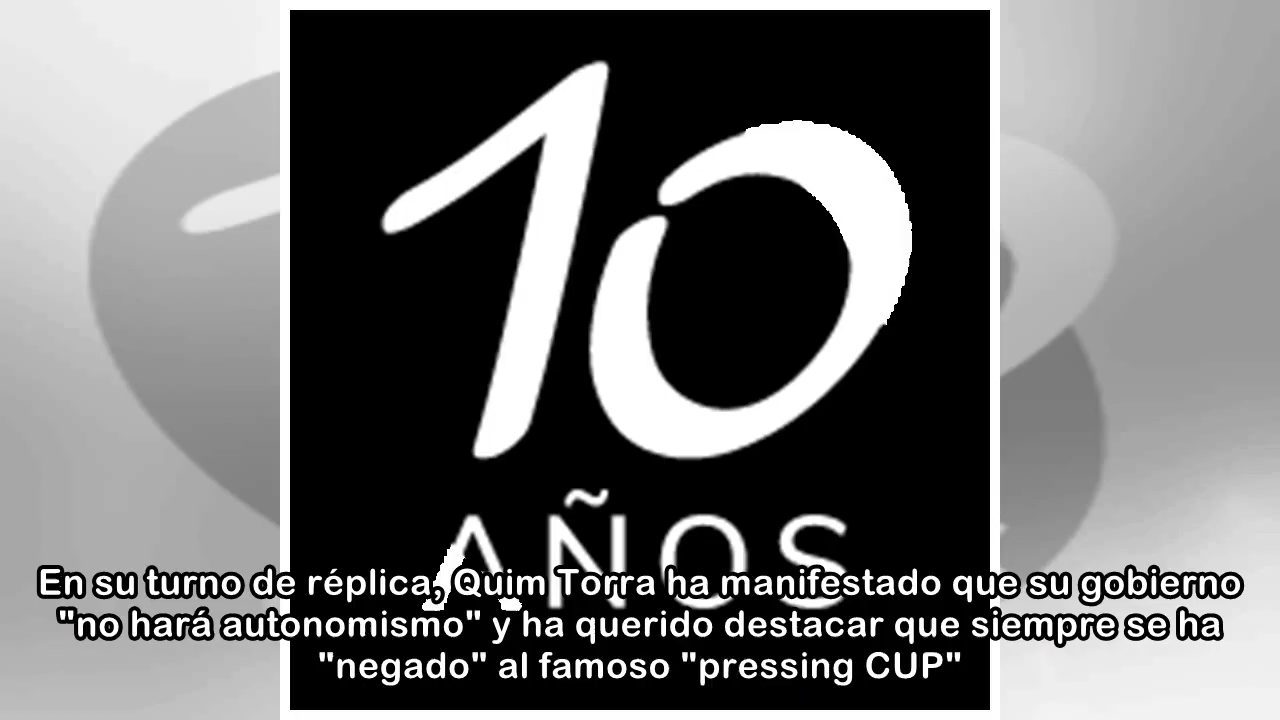 10
AÑOS
En su turno de réplica, Quim Torra ha manifestado que su gobierno
"no hará autonomismo" y ha querido destacar que siempre se ha
"negado" al famoso "pressing CUP"